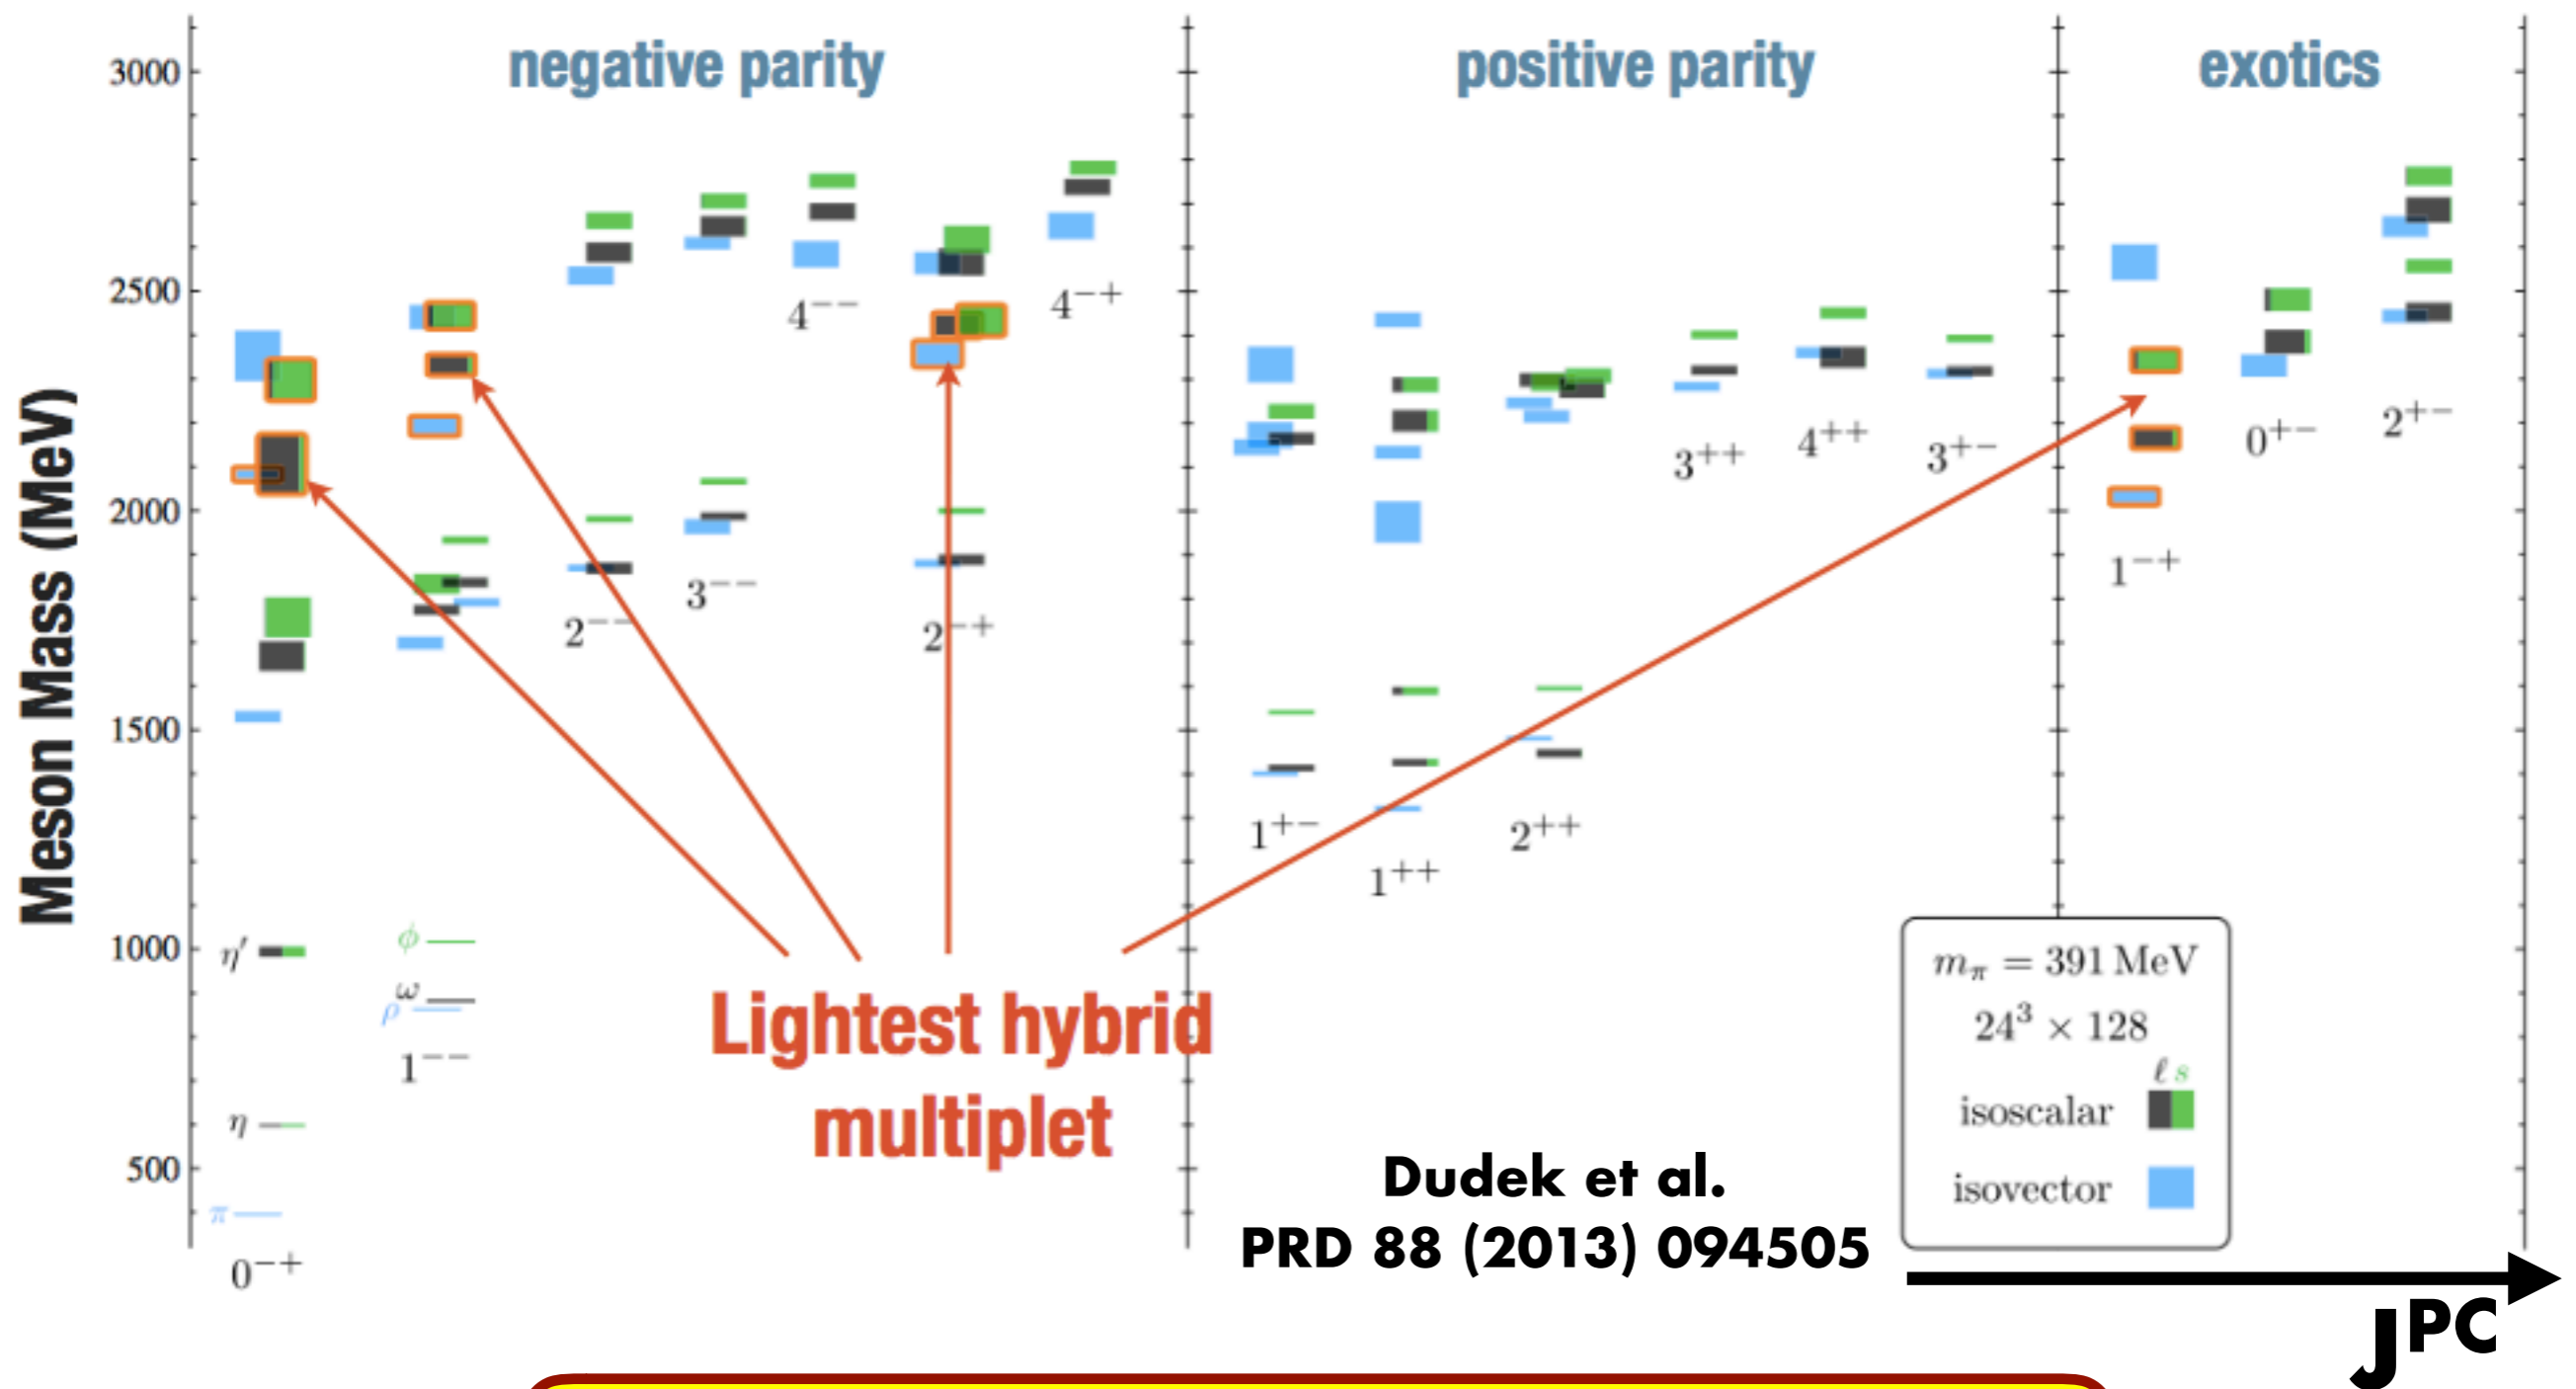 negative parity
positive parity
exotics
Meson Mass (MeV)
3000
2500
2000
1500
1000
500
4⁻⁻
4⁻⁺
2⁻⁻
3⁻⁻
2⁻⁺
3⁺⁺
4⁺⁺
3⁺⁻
0⁺⁻
2⁺⁻
1⁻⁺
1⁺⁻
1⁺⁺
2⁺⁺
η′
ϕ
ω
ρ
1⁻⁻
η
π
0⁻⁺
Lightest hybrid
multiplet
Dudek et al.
PRD 88 (2013) 094505
mπ = 391 MeV
24³ × 128
ℓ s
isoscalar
isovector
Jᴾꟲ